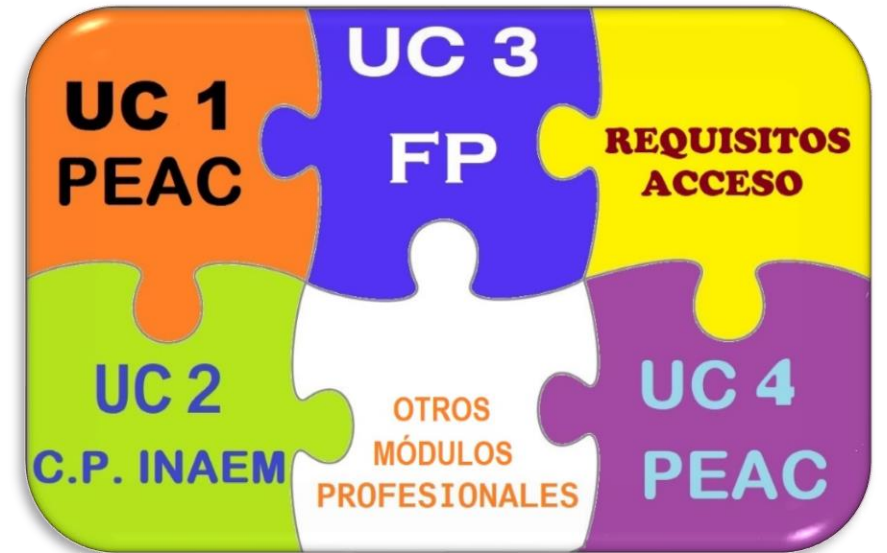 UC 1
PEAC
UC 3
FP
REQUISITOS
ACCESO
UC 2
C.P. INAEM
OTROS
MÓDULOS
PROFESIONALES
UC 4
PEAC